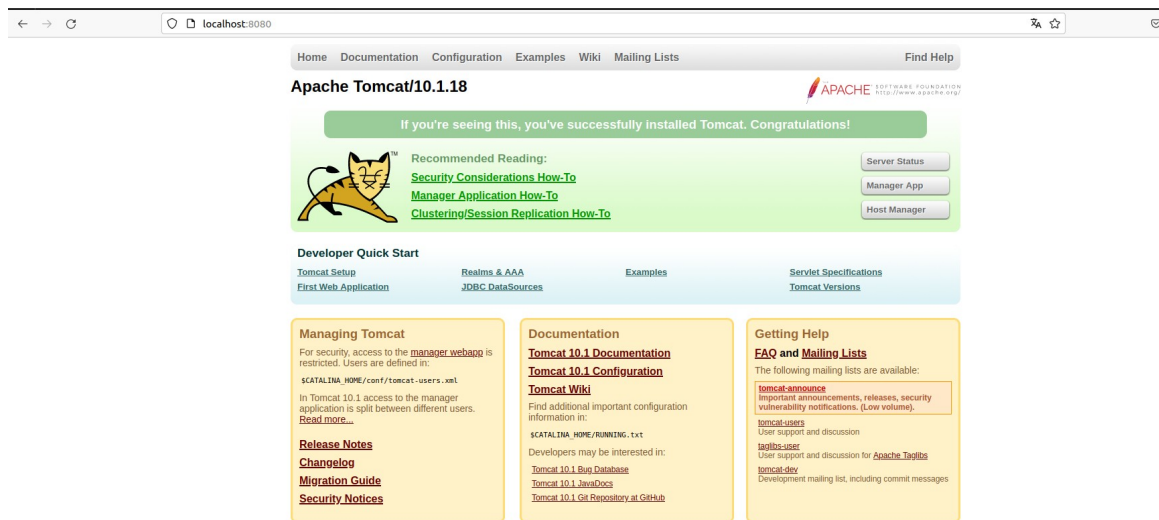 localhost:8080
Home Documentation Configuration Examples Wiki Mailing Lists Find Help
Apache Tomcat/10.1.18
APACHE SOFTWARE FOUNDATION
http://www.apache.org/
If you're seeing this, you've successfully installed Tomcat. Congratulations!
TM
Recommended Reading:
Security Considerations How-To
Manager Application How-To
Clustering/Session Replication How-To
Server Status
Manager App
Host Manager
Developer Quick Start
Tomcat Setup
First Web Application
Realms & AAA
JDBC DataSources
Examples
Servlet Specifications
Tomcat Versions
Managing Tomcat
For security, access to the manager webapp is
restricted. Users are defined in:
$CATALINA_HOME/conf/tomcat-users.xml
In Tomcat 10.1 access to the manager
application is split between different users.
Read more...
Release Notes
Changelog
Migration Guide
Security Notices
Documentation
Tomcat 10.1 Documentation
Tomcat 10.1 Configuration
Tomcat Wiki
Find additional important configuration
information in:
$CATALINA_HOME/RUNNING.txt
Developers may be interested in:
Tomcat 10.1 Bug Database
Tomcat 10.1 JavaDocs
Tomcat 10.1 Git Repository at GitHub
Getting Help
FAQ and Mailing Lists
The following mailing lists are available:
tomcat-announce
Important announcements, releases, security
vulnerability notifications. (Low volume).
tomcat-users
User support and discussion
taglibs-user
User support and discussion for Apache Taglibs
tomcat-dev
Development mailing list, including commit messages